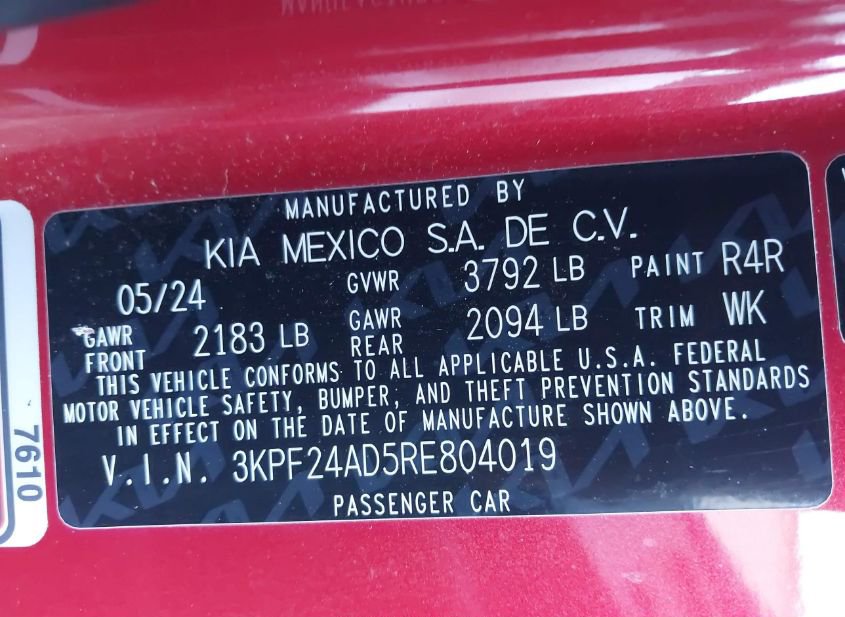 MANUFACTURED BY
KIA MEXICO S.A. DE C.V.
05/24 GVWR 3792 LB PAINT R4R
GAWR FRONT 2183 LB GAWR REAR 2094 LB TRIM WK
THIS VEHICLE CONFORMS TO ALL APPLICABLE U.S.A. FEDERAL
MOTOR VEHICLE SAFETY, BUMPER, AND THEFT PREVENTION STANDARDS
IN EFFECT ON THE DATE OF MANUFACTURE SHOWN ABOVE.
V.I.N. 3KPF24AD5RE804019
PASSENGER CAR
7610